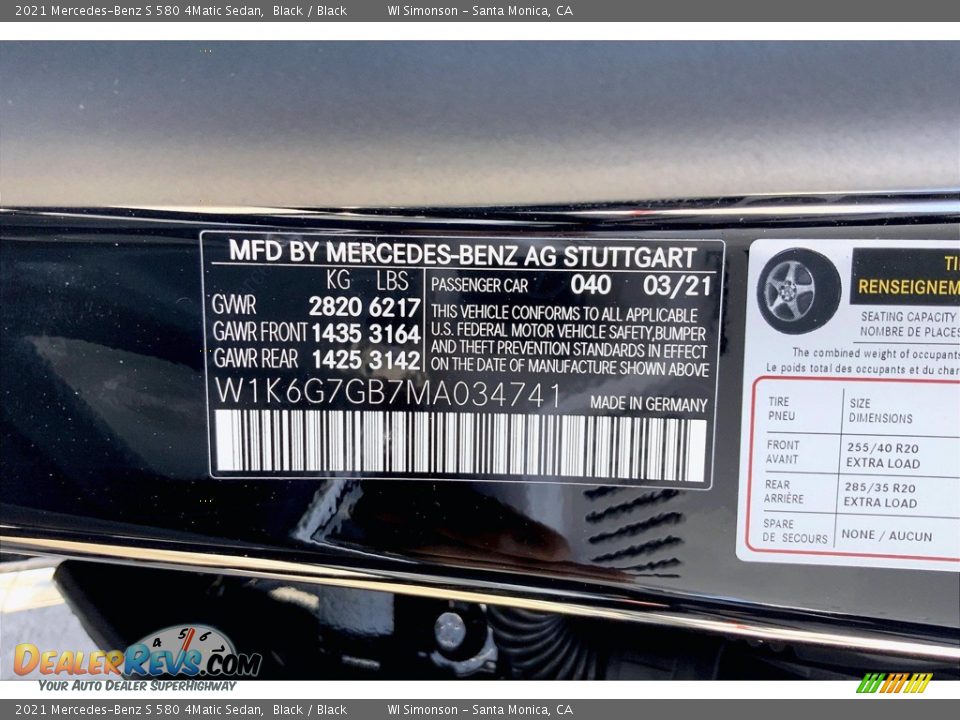 2021 Mercedes-Benz S 580 4Matic Sedan, Black / Black WI Simonson - Santa Monica, CA
MFD BY MERCEDES-BENZ AG STUTTGART
KG LBS
GVWR 2820 6217
GAWR FRONT 1435 3164
GAWR REAR 1425 3142
PASSENGER CAR 040 03/21
THIS VEHICLE CONFORMS TO ALL APPLICABLE
U.S. FEDERAL MOTOR VEHICLE SAFETY, BUMPER
AND THEFT PREVENTION STANDARDS IN EFFECT
ON THE DATE OF MANUFACTURE SHOWN ABOVE
W1K6G7GB7MA034741
MADE IN GERMANY
SEATING CAPACITY
NOMBRE DE PLACES
The combined weight of occupants
Le poids total des occupants et du
TIRE SIZE
PNEU DIMENSIONS
FRONT 255/40 R20
AVANT EXTRA LOAD
REAR 285/35 R20
ARRIÈRE EXTRA LOAD
SPARE NONE / AUCUN
DE SECOURS
4 5 6
DEALERREVS.COM
YOUR AUTO DEALER SUPERHIGHWAY
2021 Mercedes-Benz S 580 4Matic Sedan, Black / Black WI Simonson - Santa Monica, CA